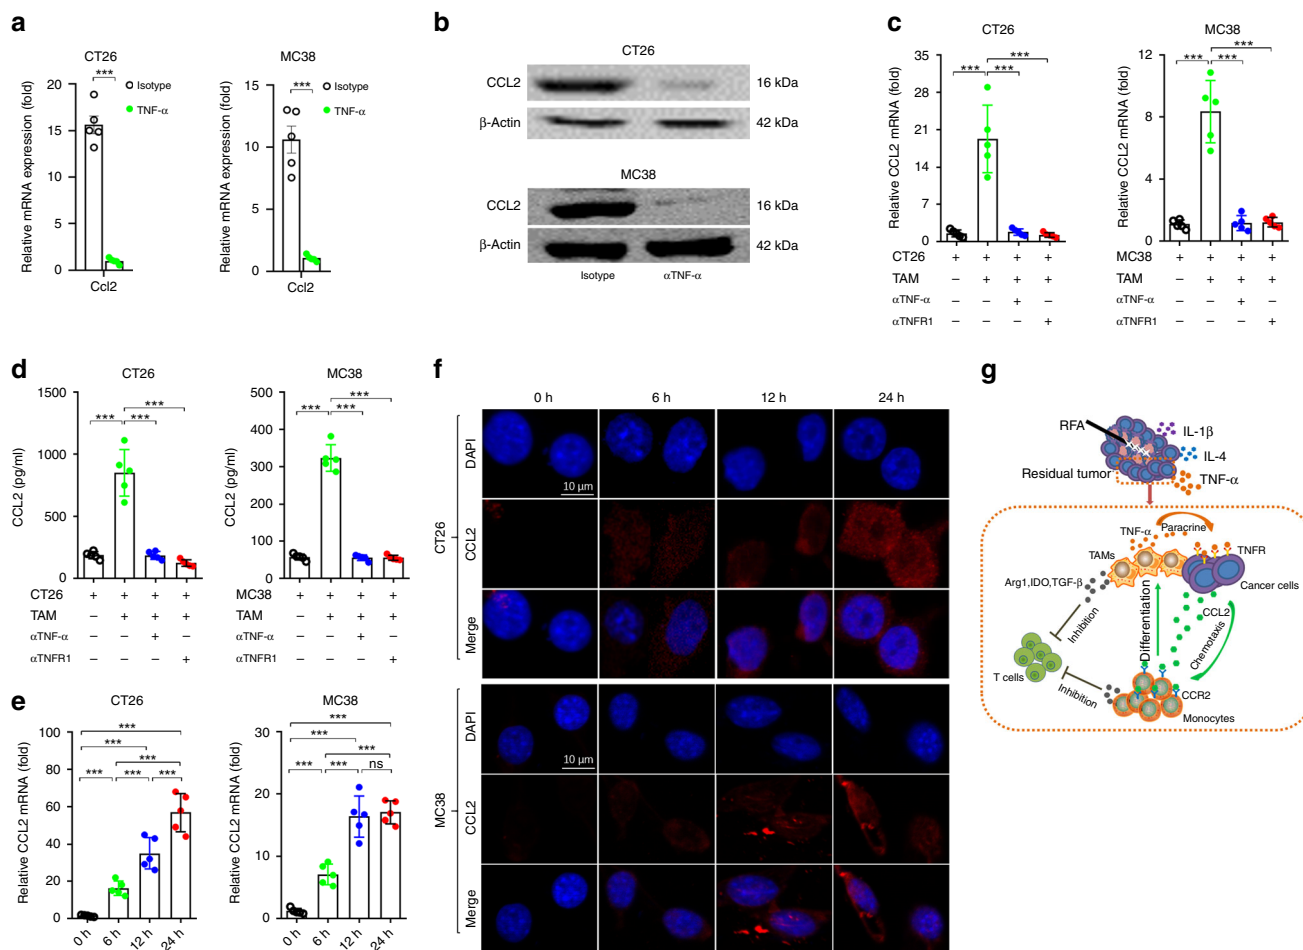 a
CT26
Relative mRNA expression (fold)
20
15
10
5
0
***
Isotype
TNF-α
Ccl2
MC38
Relative mRNA expression (fold)
15
10
5
0
***
Isotype
TNF-α
Ccl2
b
CT26
CCL2
16 kDa
β-Actin
42 kDa
MC38
CCL2
16 kDa
β-Actin
42 kDa
Isotype
αTNF-α
c
CT26
Relative CCL2 mRNA (fold)
35
28
21
14
7
0
***
*** ***
CT26 + + + +
TAM − + + +
αTNF-α − − + −
αTNFR1 − − − +
MC38
Relative CCL2 mRNA (fold)
12
8
4
0
***
*** ***
MC38 + + + +
TAM − + + +
αTNF-α − − + −
αTNFR1 − − − +
d
CT26
CCL2 (pg/ml)
1500
1000
500
0
***
*** ***
CT26 + + + +
TAM − + + +
αTNF-α − − + −
αTNFR1 − − − +
MC38
CCL2 (pg/ml)
500
400
300
200
100
0
***
*** ***
MC38 + + + +
TAM − + + +
αTNF-α − − + −
αTNFR1 − − − +
e
CT26
Relative CCL2 mRNA (fold)
100
80
60
40
20
0
***
***
***
*** *** ***
0 h 6 h 12 h 24 h
MC38
Relative CCL2 mRNA (fold)
30
20
10
0
***
***
***
*** *** ns
0 h 6 h 12 h 24 h
f
0 h 6 h 12 h 24 h
CT26
DAPI
10 μm
CCL2
Merge
MC38
DAPI
10 μm
CCL2
Merge
g
RFA
IL-1β
IL-4
Residual tumor
TNF-α
TNF-α
Paracrine
TAMs
TNFR
Arg1,IDO,TGF-β
Cancer cells
CCL2
Inhibition
Differentiation
Chemotaxis
T cells
Inhibition
CCR2
Monocytes